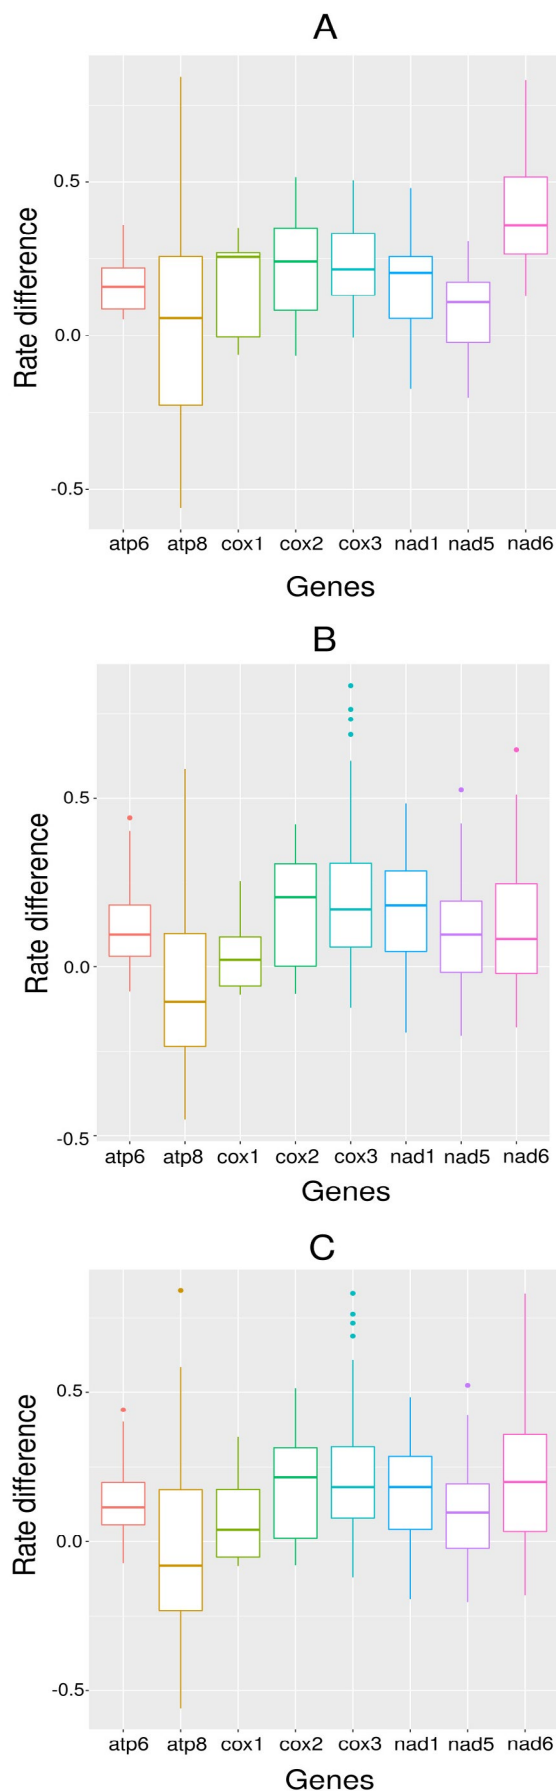 A
Rate difference
0.5
0.0
-0.5
atp6 atp8 cox1 cox2 cox3 nad1 nad5 nad6
Genes
B
Rate difference
0.5
0.0
-0.5
atp6 atp8 cox1 cox2 cox3 nad1 nad5 nad6
Genes
C
Rate difference
0.5
0.0
-0.5
atp6 atp8 cox1 cox2 cox3 nad1 nad5 nad6
Genes